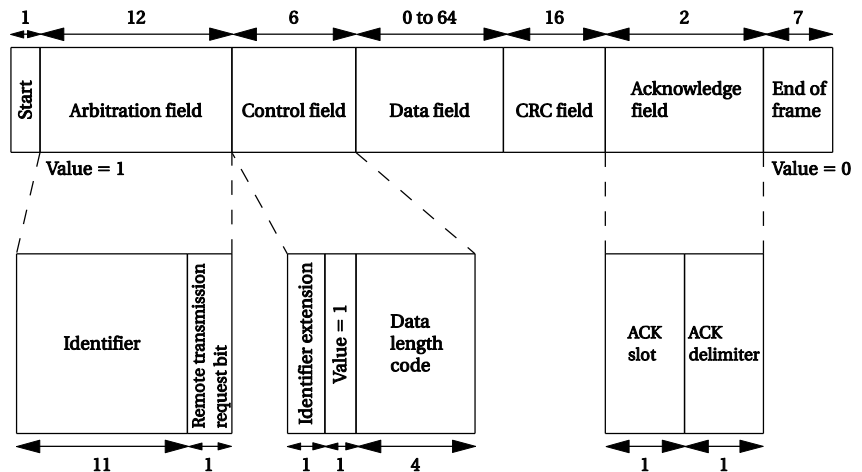 1 12 6 0 to 64 16 2 7
Start
Arbitration field
Control field
Data field
CRC field
Acknowledge
field
End of
frame
Value = 1
Value = 0
Identifier
Remote transmission
request bit
Identifier extension
Value = 1
Data
length
code
ACK
slot
ACK
delimiter
11 1 1 1 4 1 1